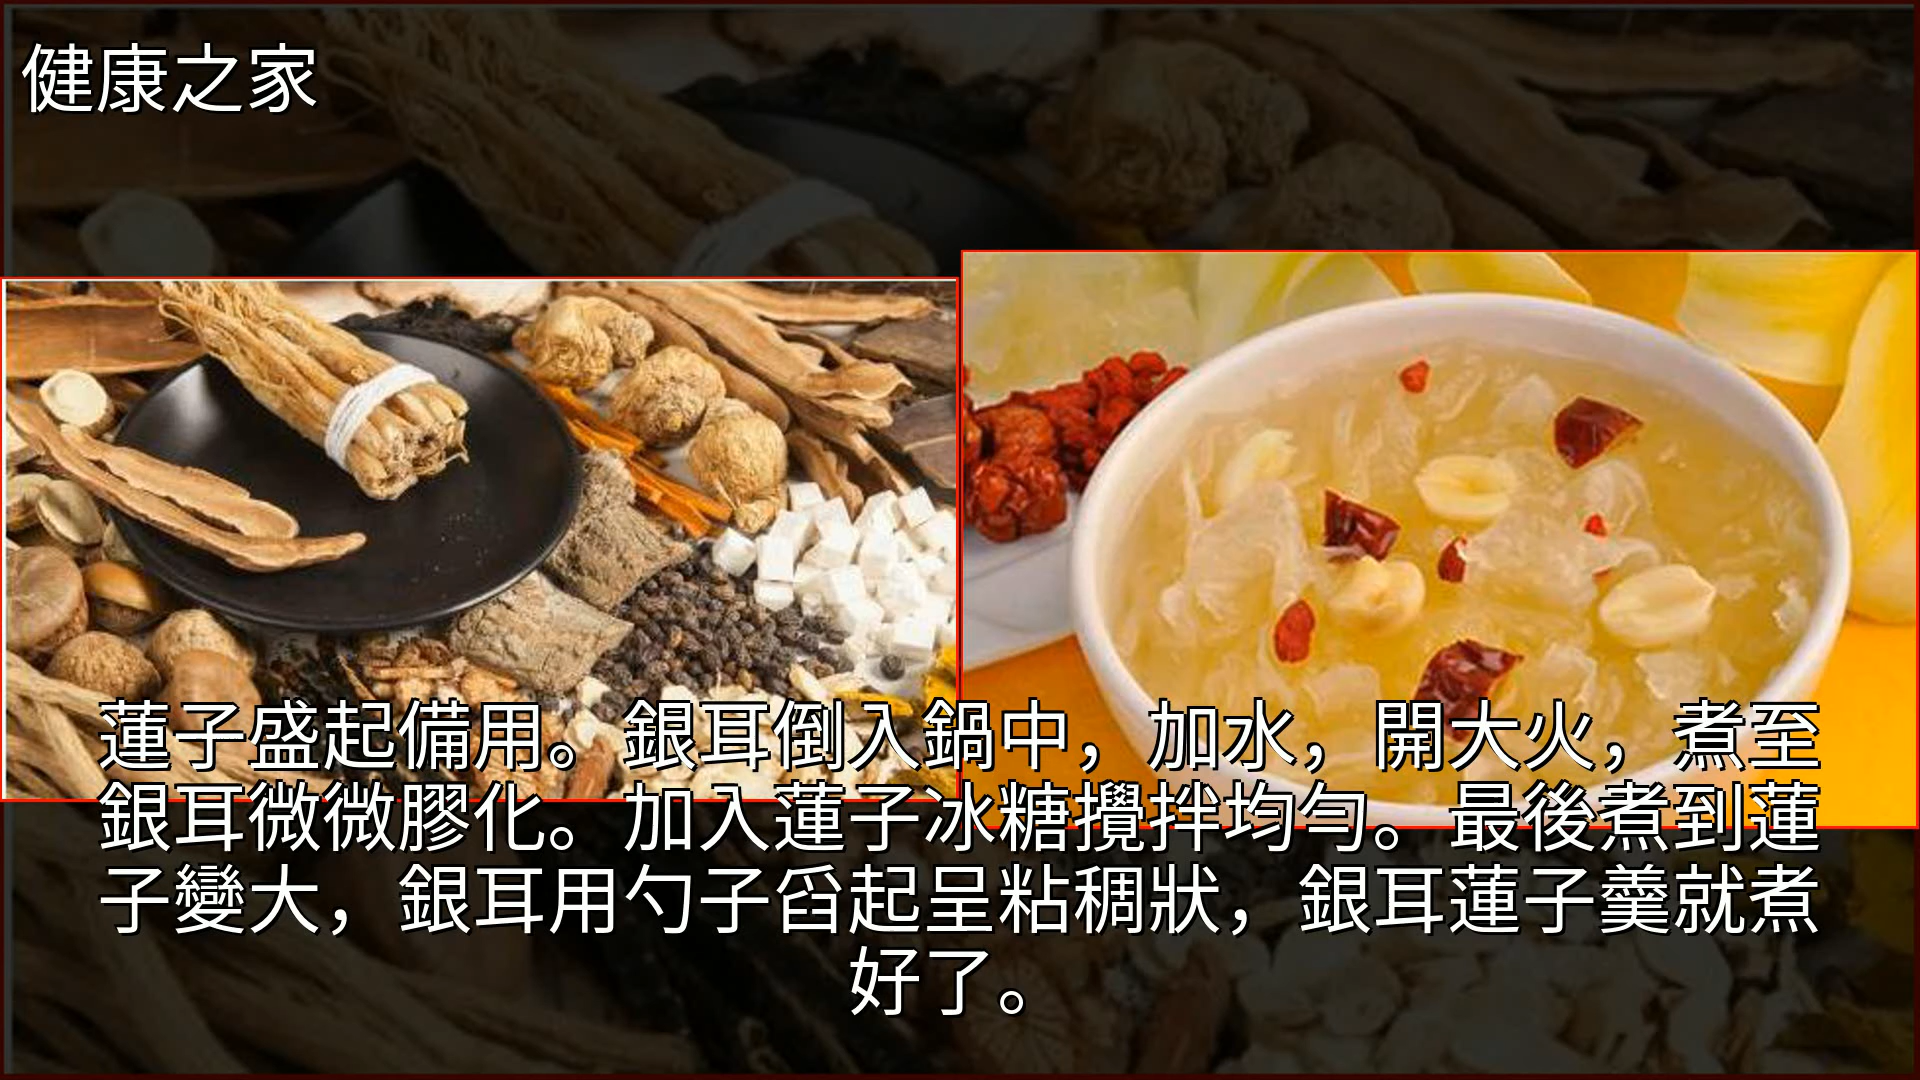 健康之家
蓮子盛起備用。銀耳倒入鍋中，加水，開大火，煮至
銀耳微微膠化。加入蓮子冰糖攪拌均勻。最後煮到蓮
子變大，銀耳用勺子舀起呈粘稠狀，銀耳蓮子羹就煮
好了。